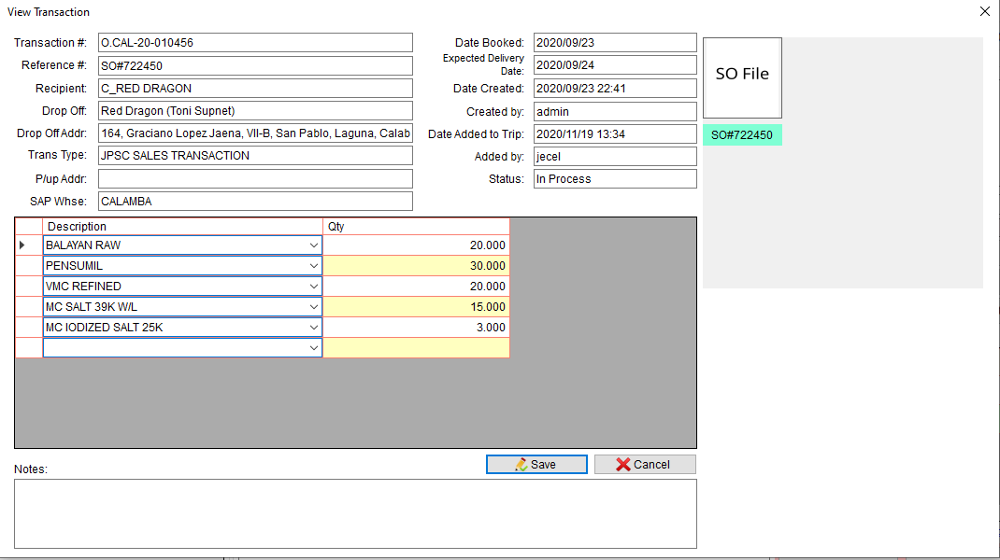 View Transaction
Transaction #: O.CAL-20-010456
Reference #: SO#722450
Recipient: C_RED DRAGON
Drop Off: Red Dragon (Toni Supnet)
Drop Off Addr: 164, Graciano Lopez Jaena, VII-B, San Pablo, Laguna, Calab
Trans Type: JPSC SALES TRANSACTION
P/up Addr:
SAP Whse: CALAMBA
Date Booked: 2020/09/23
Expected Delivery
Date: 2020/09/24
Date Created: 2020/09/23 22:41
Created by: admin
Date Added to Trip: 2020/11/19 13:34
Added by: jecel
Status: In Process
SO File
SO#722450
Description Qty
BALAYAN RAW 20.000
PENSUMIL 30.000
VMC REFINED 20.000
MC SALT 39K W/L 15.000
MC IODIZED SALT 25K 3.000
Save Cancel
Notes: